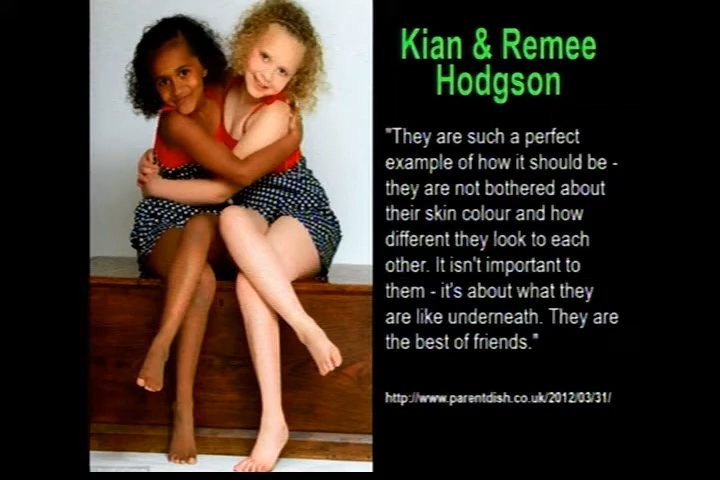 Kian & Remee
Hodgson
"They are such a perfect
example of how it should be -
they are not bothered about
their skin colour and how
different they look to each
other. It isn't important to
them - it's about what they
are like underneath. They are
the best of friends."
http://www.parentdish.co.uk/2012/03/31/